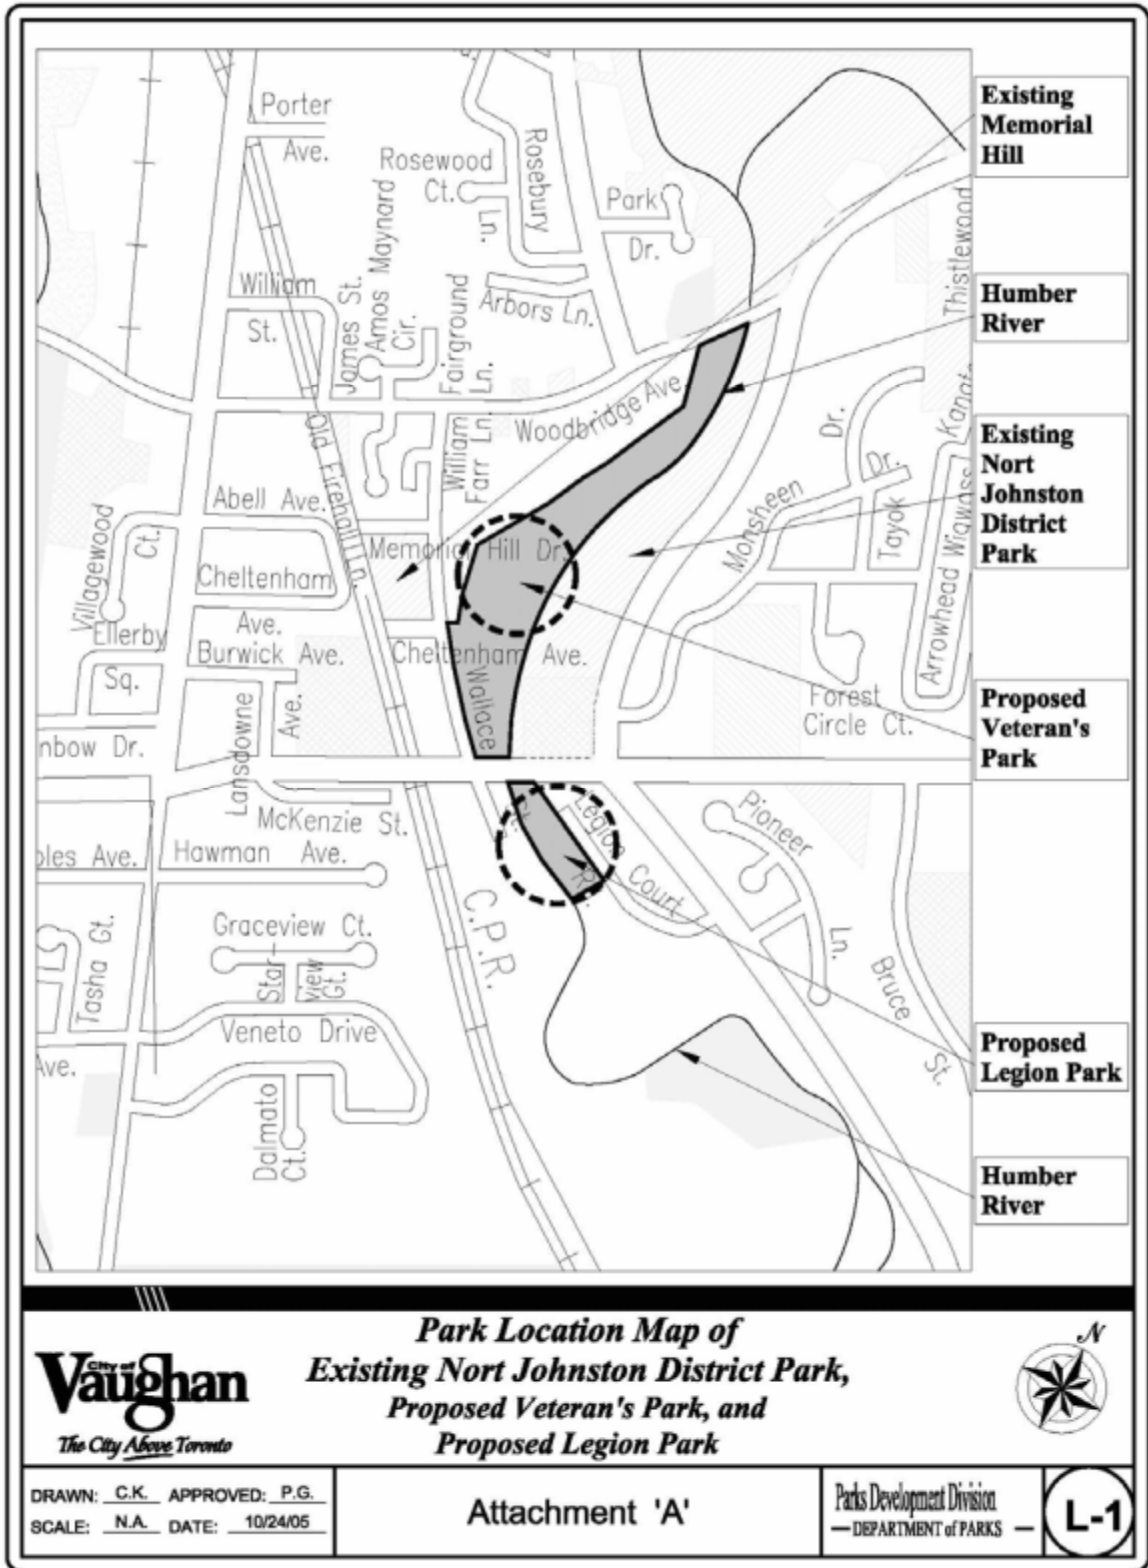 Porter
Ave.
Rosewood
Ct.
Ln.
Rosebury
Park
Dr.
Thistlewood
William
St.
James St.
Amos Maynard
Cir.
Fairground
Ln.
Arbors Ln.
Woodbridge Ave.
William
Farr Ln.
Old Firehall Ln.
Abell Ave.
Villagewood
Ct.
Memorial Hill Dr.
Cheltenham
Ave.
Monsheen
Dr.
Dr.
Tayok
Arrowhead
Ellerby
Sq.
Burwick Ave.
Cheltenham Ave.
Wallace
Forest
Circle Ct.
nbow Dr.
Lansdowne
Ave.
McKenzie St.
oles Ave.
Hawman Ave.
St.
Legion Court
Pioneer
Ln.
Bruce
St.
C.P.R.
Graceview Ct.
Star-
view
Tasha Gt.
Gt.
Veneto Drive
Ave.
Dalmato
Ct.
Existing
Memorial
Hill
Humber
River
Existing
Nort
Johnston
District
Park
Proposed
Veteran's
Park
Proposed
Legion Park
Humber
River
City of
Vaughan
The City Above Toronto
Park Location Map of
Existing Nort Johnston District Park,
Proposed Veteran's Park, and
Proposed Legion Park
N
DRAWN: C.K. APPROVED: P.G.
SCALE: N.A. DATE: 10/24/05
Attachment 'A'
Parks Development Division
DEPARTMENT of PARKS
L-1